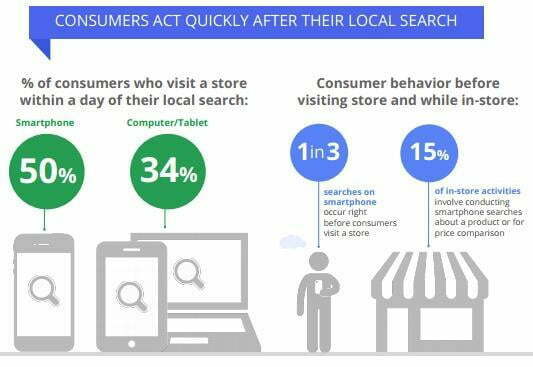 CONSUMERS ACT QUICKLY AFTER THEIR LOCAL SEARCH
% of consumers who visit a store
within a day of their local search:
Smartphone
Computer/Tablet
50%
34%
Consumer behavior before
visiting store and while in-store:
1in3
searches on
smartphone
occur right
before consumers
visit a store
15%
of in-store activities
involve conducting
smartphone searches
about a product or for
price comparison